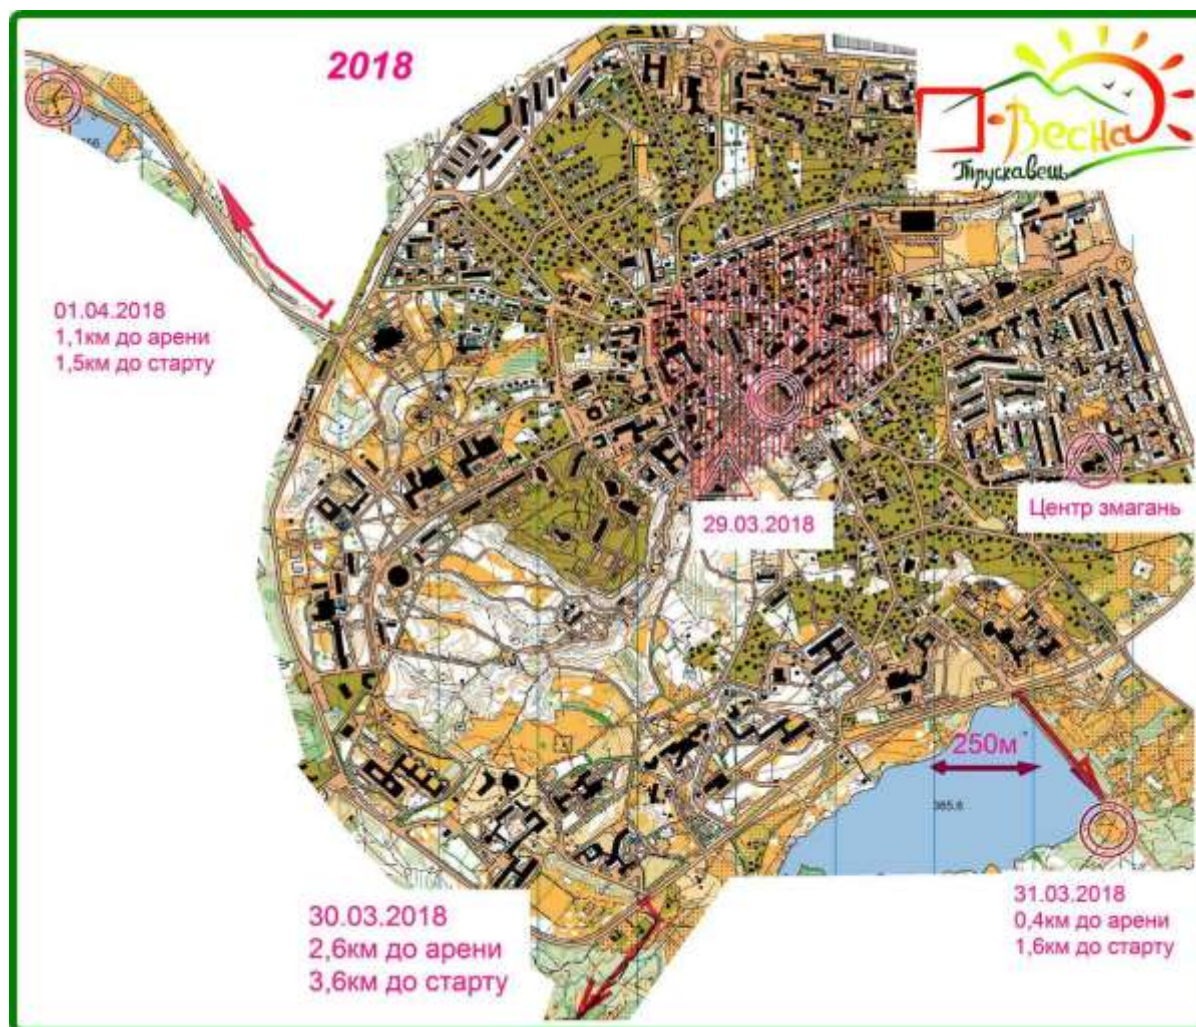 2018
Весна
Трускавець
01.04.2018
1,1км до арени
1,5км до старту
29.03.2018
Центр змагань
250м
365.6
30.03.2018
2,6км до арени
3,6км до старту
31.03.2018
0,4км до арени
1,6км до старту